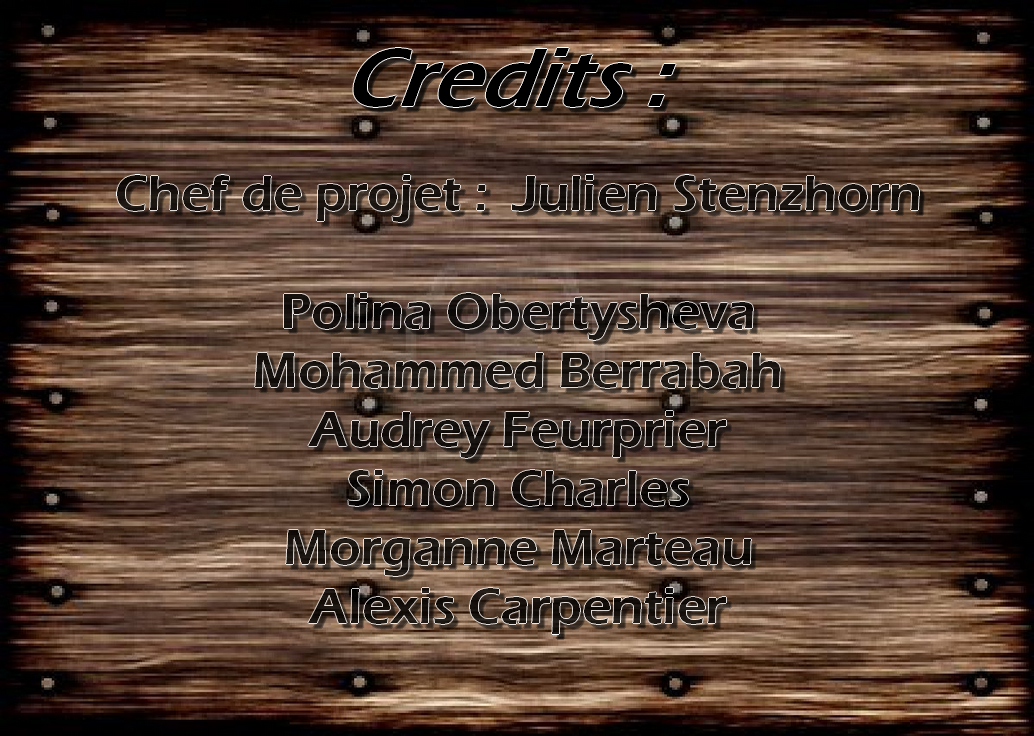 Credits :
Chef de projet : Julien Stenzhorn
Polina Obertysheva
Mohammed Berrabah
Audrey Feurprier
Simon Charles
Morganne Marteau
Alexis Carpentier